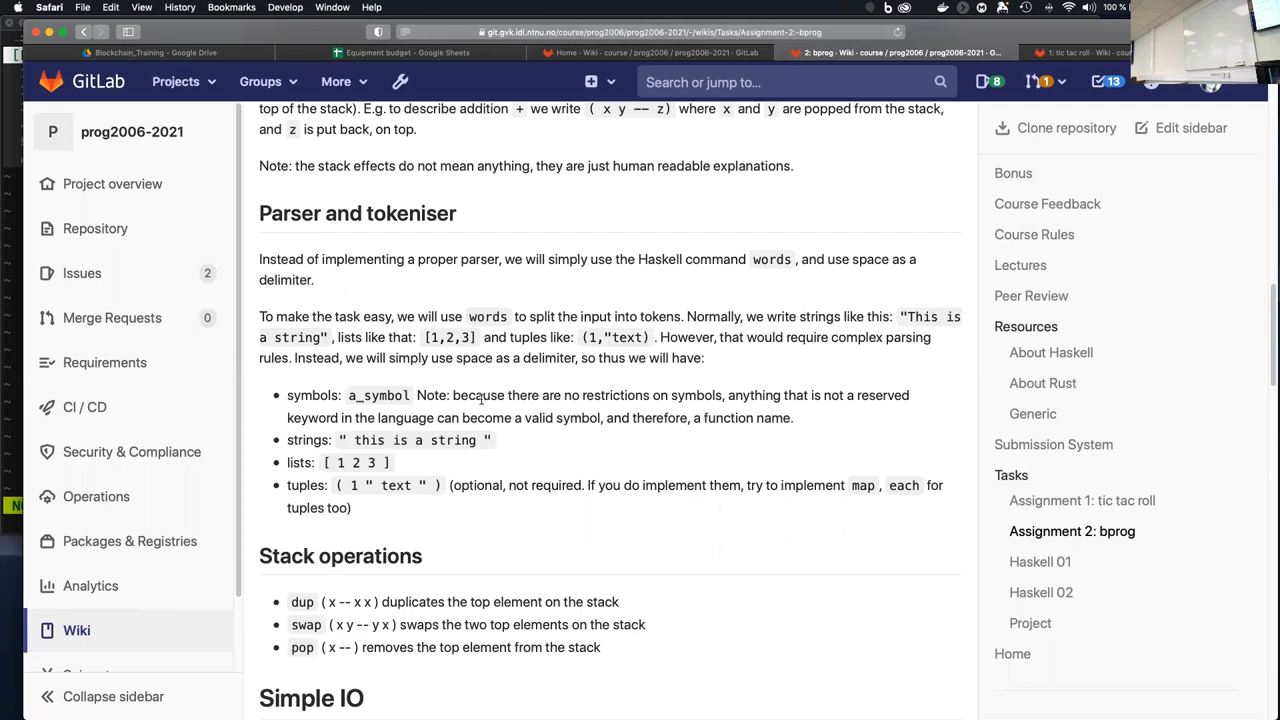 Safari File Edit View History Bookmarks Develop Window Help 100 %
git.gvk.idi.ntnu.no/course/prog2006/prog2006-2021/-/wikis/Tasks/Assignment-2:-bprog
Blockchain_Training – Google Drive Equipment budget – Google Sheets Home · Wiki · course / prog2006 / prog2006-2021 · GitLab 2: bprog · Wiki · course / prog2006 / prog2006-2021 · G... 1: tic tac roll · Wiki · cou
GitLab Projects Groups More Search or jump to... 8 1 13
P prog2006-2021
Project overview
Repository
Issues 2
Merge Requests 0
Requirements
CI / CD
Security & Compliance
Operations
Packages & Registries
Analytics
Wiki
Collapse sidebar
top of the stack). E.g. to describe addition + we write ( x y -- z) where x and y are popped from the stack,
and z is put back, on top.
Note: the stack effects do not mean anything, they are just human readable explanations.
Parser and tokeniser
Instead of implementing a proper parser, we will simply use the Haskell command words, and use space as a
delimiter.
To make the task easy, we will use words to split the input into tokens. Normally, we write strings like this: "This is
a string", lists like that: [1,2,3] and tuples like: (1,"text). However, that would require complex parsing
rules. Instead, we will simply use space as a delimiter, so thus we will have:
• symbols: a_symbol Note: because there are no restrictions on symbols, anything that is not a reserved
keyword in the language can become a valid symbol, and therefore, a function name.
• strings: " this is a string "
• lists: [ 1 2 3 ]
• tuples: ( 1 " text " ) (optional, not required. If you do implement them, try to implement map, each for
tuples too)
Stack operations
• dup ( x -- x x ) duplicates the top element on the stack
• swap ( x y -- y x ) swaps the two top elements on the stack
• pop ( x -- ) removes the top element from the stack
Simple IO
Clone repository Edit sidebar
Bonus
Course Feedback
Course Rules
Lectures
Peer Review
Resources
About Haskell
About Rust
Generic
Submission System
Tasks
Assignment 1: tic tac roll
Assignment 2: bprog
Haskell 01
Haskell 02
Project
Home